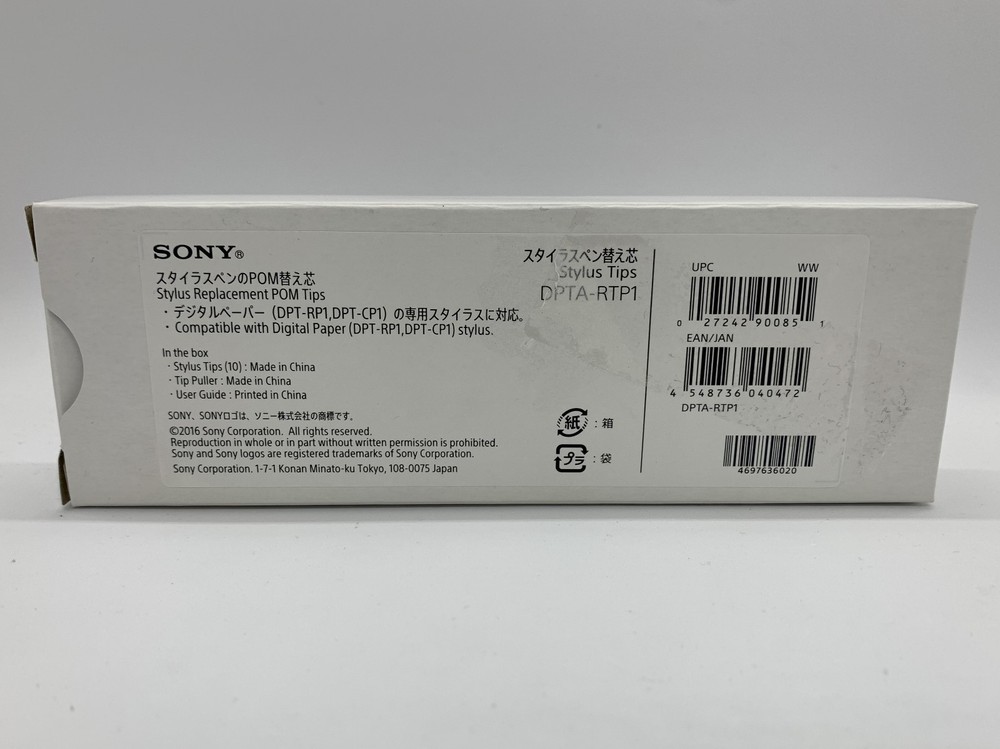 SONY®
スタイラスペンのPOM替え芯
Stylus Replacement POM Tips
・デジタルペーパー（DPT-RP1,DPT-CP1）の専用スタイラスに対応。
・Compatible with Digital Paper (DPT-RP1,DPT-CP1) stylus.
In the box
・Stylus Tips (10) : Made in China
・Tip Puller : Made in China
・User Guide : Printed in China
SONY、SONYロゴは、ソニー株式会社の商標です。
©2016 Sony Corporation. All rights reserved.
Reproduction in whole or in part without written permission is prohibited.
Sony and Sony logos are registered trademarks of Sony Corporation.
Sony Corporation. 1-7-1 Konan Minato-ku Tokyo, 108-0075 Japan
スタイラスペン替え芯
Stylus Tips
DPTA-RTP1
紙 : 箱
プラ : 袋
UPC WW
0 27242 90085 1
EAN/JAN
4 548736 040472
DPTA-RTP1
4697636020